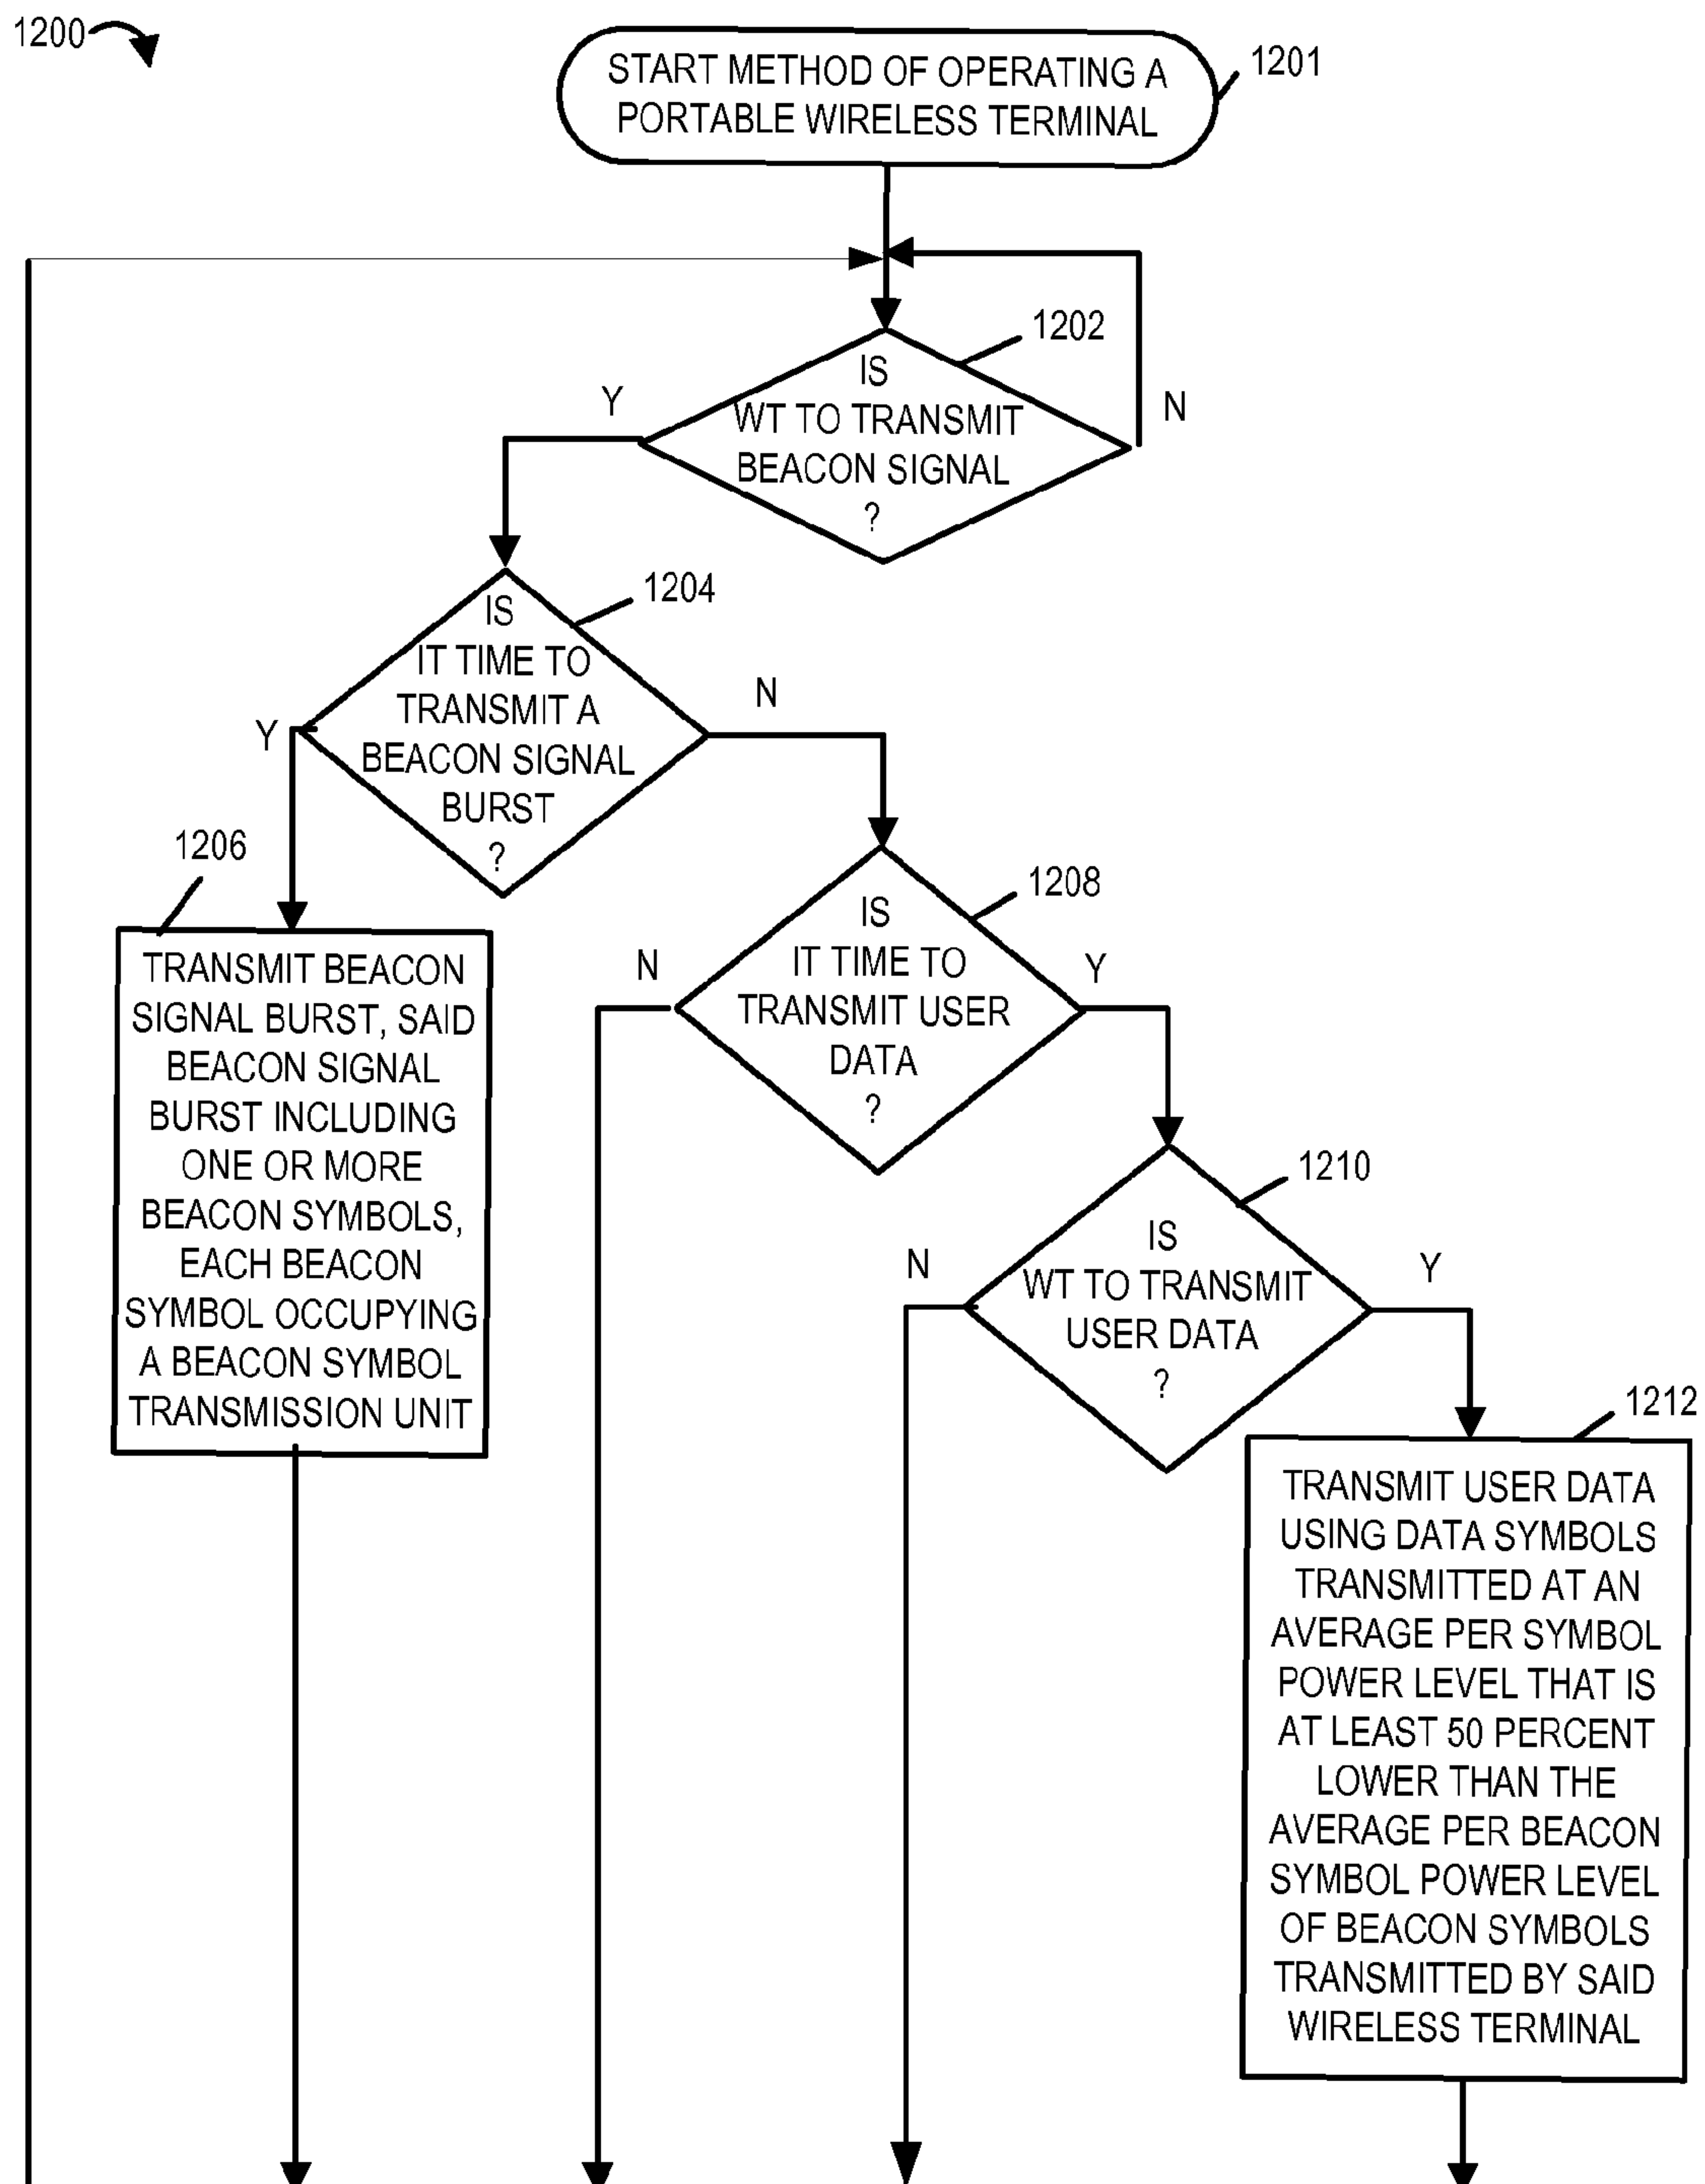 1200
START METHOD OF OPERATING A
PORTABLE WIRELESS TERMINAL
1201
1202
IS
WT TO TRANSMIT
BEACON SIGNAL
?
Y
N
1204
IS
IT TIME TO
TRANSMIT A
BEACON SIGNAL
BURST
?
Y
N
1206
TRANSMIT BEACON
SIGNAL BURST, SAID
BEACON SIGNAL
BURST INCLUDING
ONE OR MORE
BEACON SYMBOLS,
EACH BEACON
SYMBOL OCCUPYING
A BEACON SYMBOL
TRANSMISSION UNIT
1208
IS
IT TIME TO
TRANSMIT USER
DATA
?
N
Y
1210
IS
WT TO TRANSMIT
USER DATA
?
N
Y
1212
TRANSMIT USER DATA
USING DATA SYMBOLS
TRANSMITTED AT AN
AVERAGE PER SYMBOL
POWER LEVEL THAT IS
AT LEAST 50 PERCENT
LOWER THAN THE
AVERAGE PER BEACON
SYMBOL POWER LEVEL
OF BEACON SYMBOLS
TRANSMITTED BY SAID
WIRELESS TERMINAL